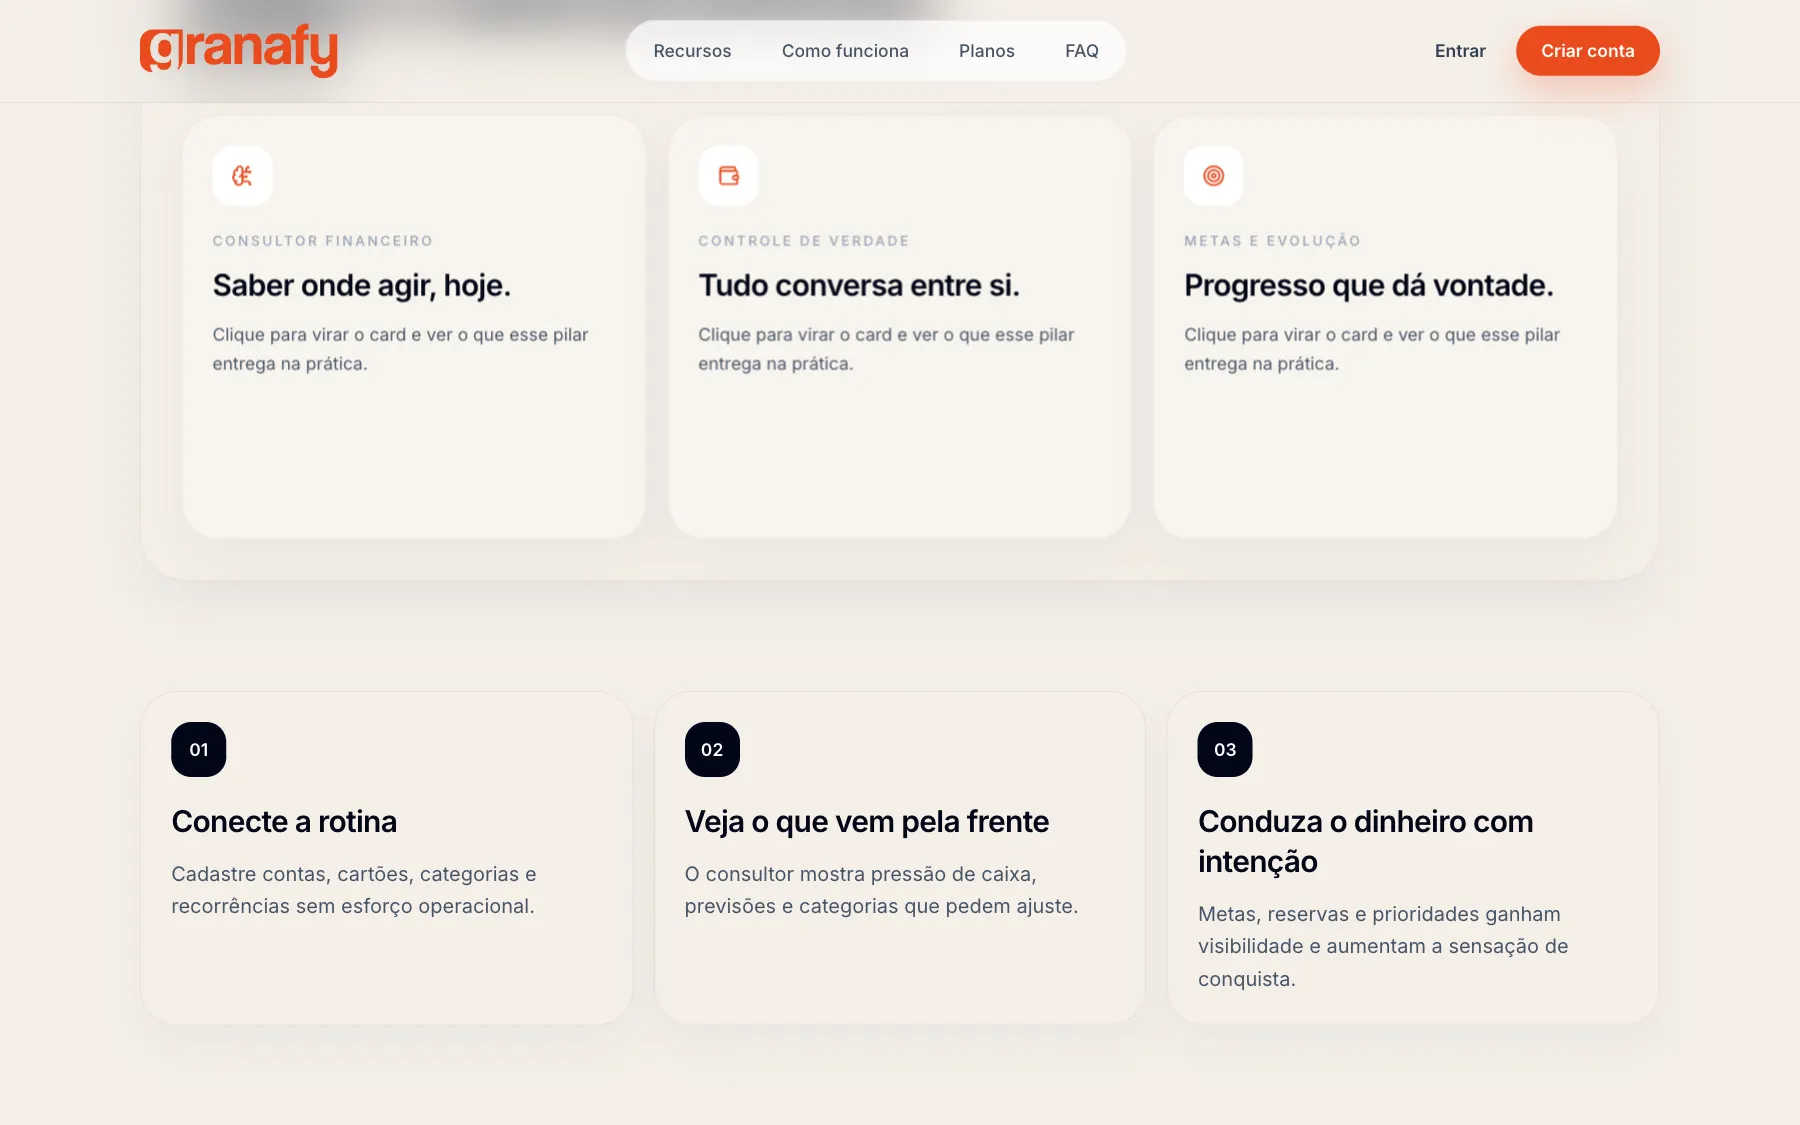 granafy
Recursos
Como funciona
Planos
FAQ
Entrar
Criar conta
CONSULTOR FINANCEIRO
Saber onde agir, hoje.
Clique para virar o card e ver o que esse pilar
entrega na prática.
CONTROLE DE VERDADE
Tudo conversa entre si.
Clique para virar o card e ver o que esse pilar
entrega na prática.
METAS E EVOLUÇÃO
Progresso que dá vontade.
Clique para virar o card e ver o que esse pilar
entrega na prática.
01
Conecte a rotina
Cadastre contas, cartões, categorias e
recorrências sem esforço operacional.
02
Veja o que vem pela frente
O consultor mostra pressão de caixa,
previsões e categorias que pedem ajuste.
03
Conduza o dinheiro com
intenção
Metas, reservas e prioridades ganham
visibilidade e aumentam a sensação de
conquista.